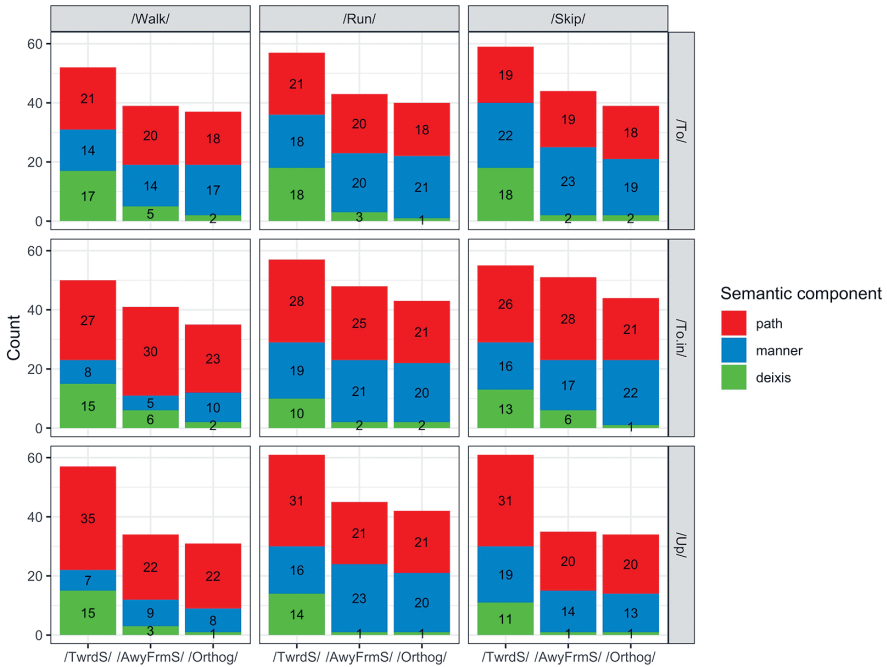 /Walk/ /Run/ /Skip/
60
40
20
0
21 20 18 21 20 18 19 19 18
14 14 17 18 20 21 22 23 19
17 5 2 18 3 1 18 2 2
/To/
60
40
20
0
27 30 23 28 25 21 26 28 21
8 5 10 19 21 20 16 17 22
15 6 2 10 2 2 13 6 1
/To.in/
60
40
20
0
35 22 22 31 21 21 31 20 20
7 9 8 16 23 20 19 14 13
15 3 1 14 1 1 11 1 1
/Up/
/TwrdS/ /AwyFrmS/ /Orthog/ /TwrdS/ /AwyFrmS/ /Orthog/ /TwrdS/ /AwyFrmS/ /Orthog/
Count
Semantic component
path
manner
deixis